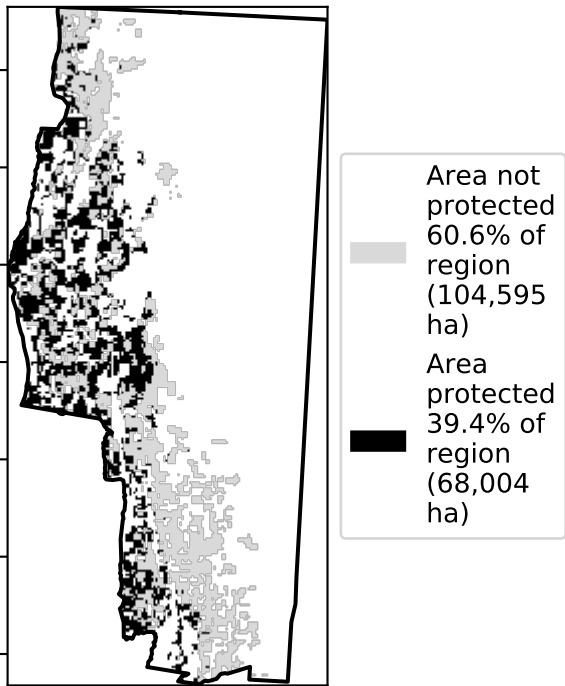 Area not
protected
60.6% of
region
(104,595
ha)
Area
protected
39.4% of
region
(68,004
ha)